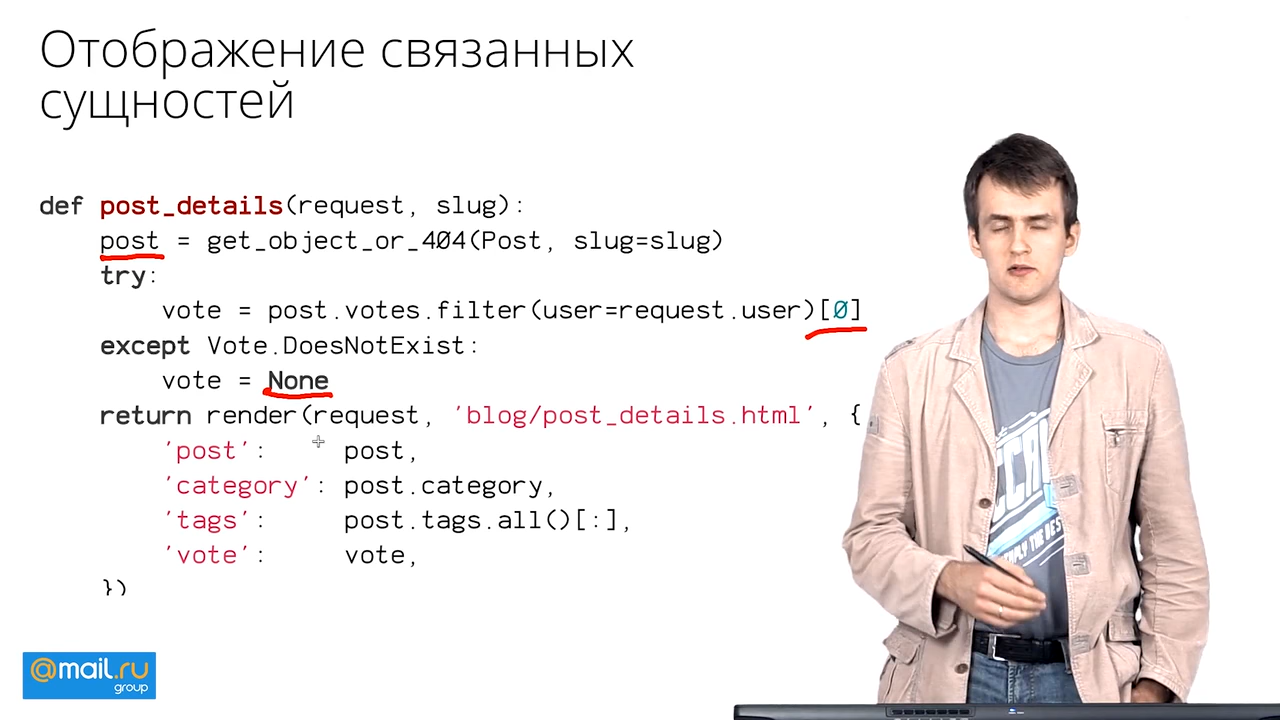 Отображение связанных
сущностей
def post_details(request, slug):
post = get_object_or_404(Post, slug=slug)
try:
vote = post.votes.filter(user=request.user)[0]
except Vote.DoesNotExist:
vote = None
return render(request, 'blog/post_details.html', {
'post': post,
'category': post.category,
'tags': post.tags.all()[:],
'vote': vote,
})
@mail.ru
group